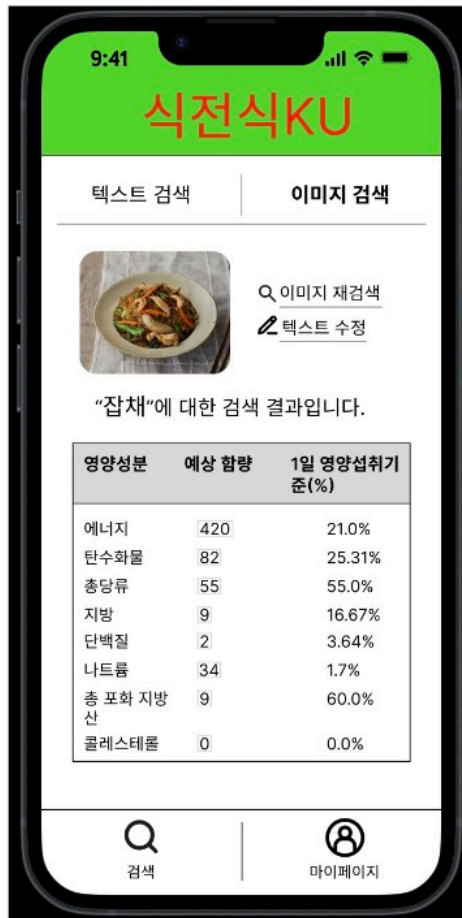 9:41
식전식KU
텍스트 검색 이미지 검색
이미지 재검색
텍스트 수정
“잡채”에 대한 검색 결과입니다.
영양성분 예상 함량 1일 영양섭취기
준(%)
에너지 420 21.0%
탄수화물 82 25.31%
총당류 55 55.0%
지방 9 16.67%
단백질 2 3.64%
나트륨 34 1.7%
총 포화 지방 9 60.0%
산
콜레스테롤 0 0.0%
검색 마이페이지